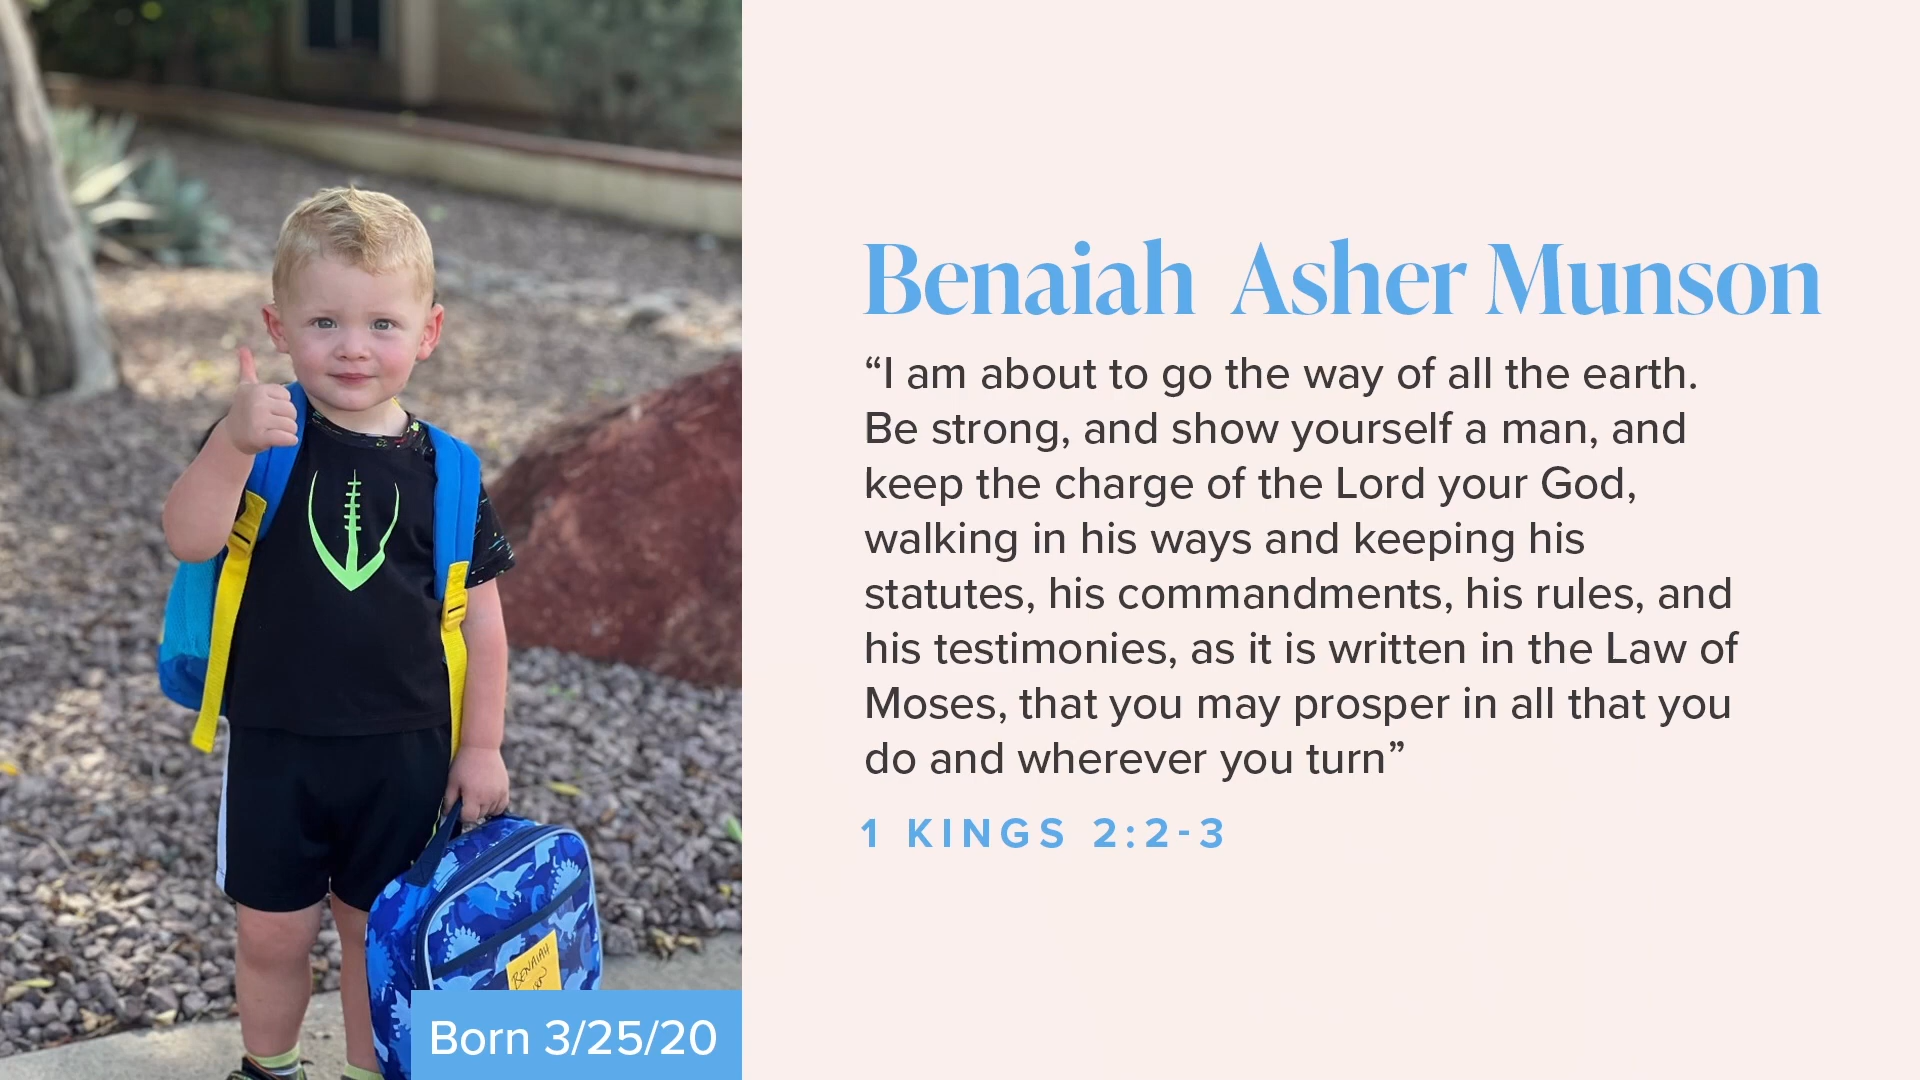 Benaiah Asher Munson
“I am about to go the way of all the earth.
Be strong, and show yourself a man, and
keep the charge of the Lord your God,
walking in his ways and keeping his
statutes, his commandments, his rules, and
his testimonies, as it is written in the Law of
Moses, that you may prosper in all that you
do and wherever you turn”
1 KINGS 2:2-3
BENAIAH
Born 3/25/20